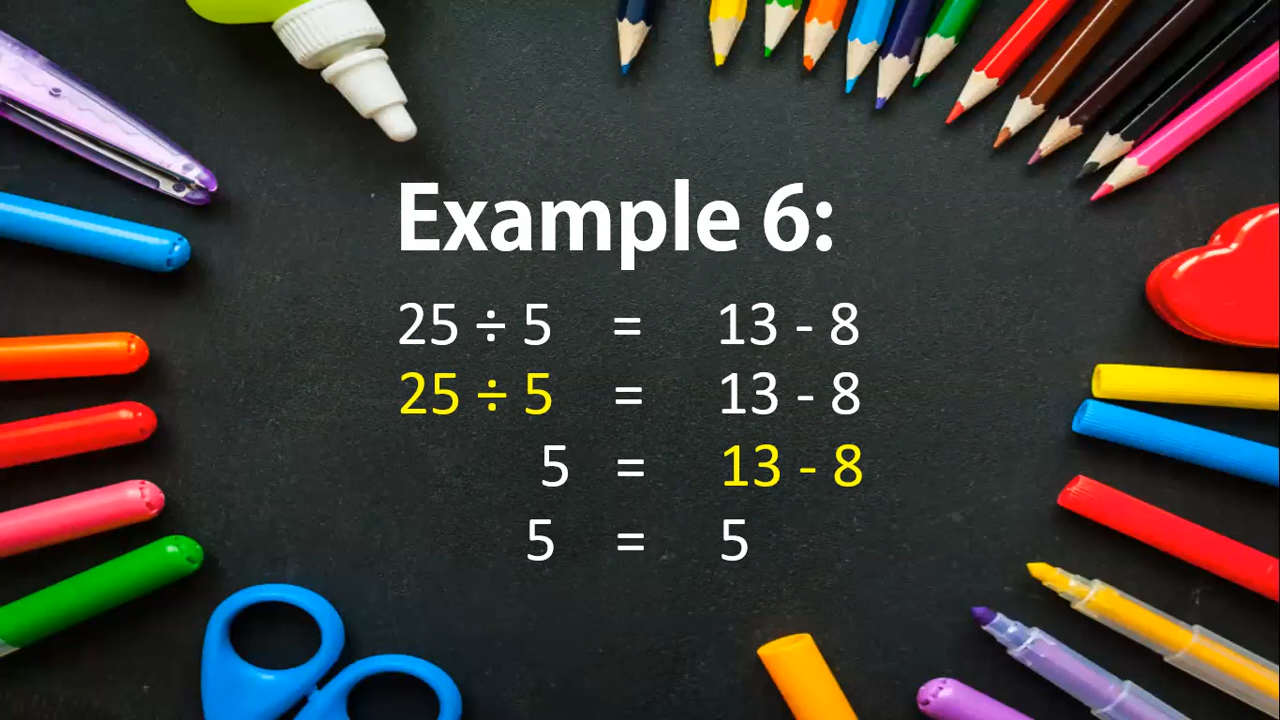 Example 6:
25 ÷ 5 = 13 - 8
25 ÷ 5 = 13 - 8
5 = 13 - 8
5 = 5